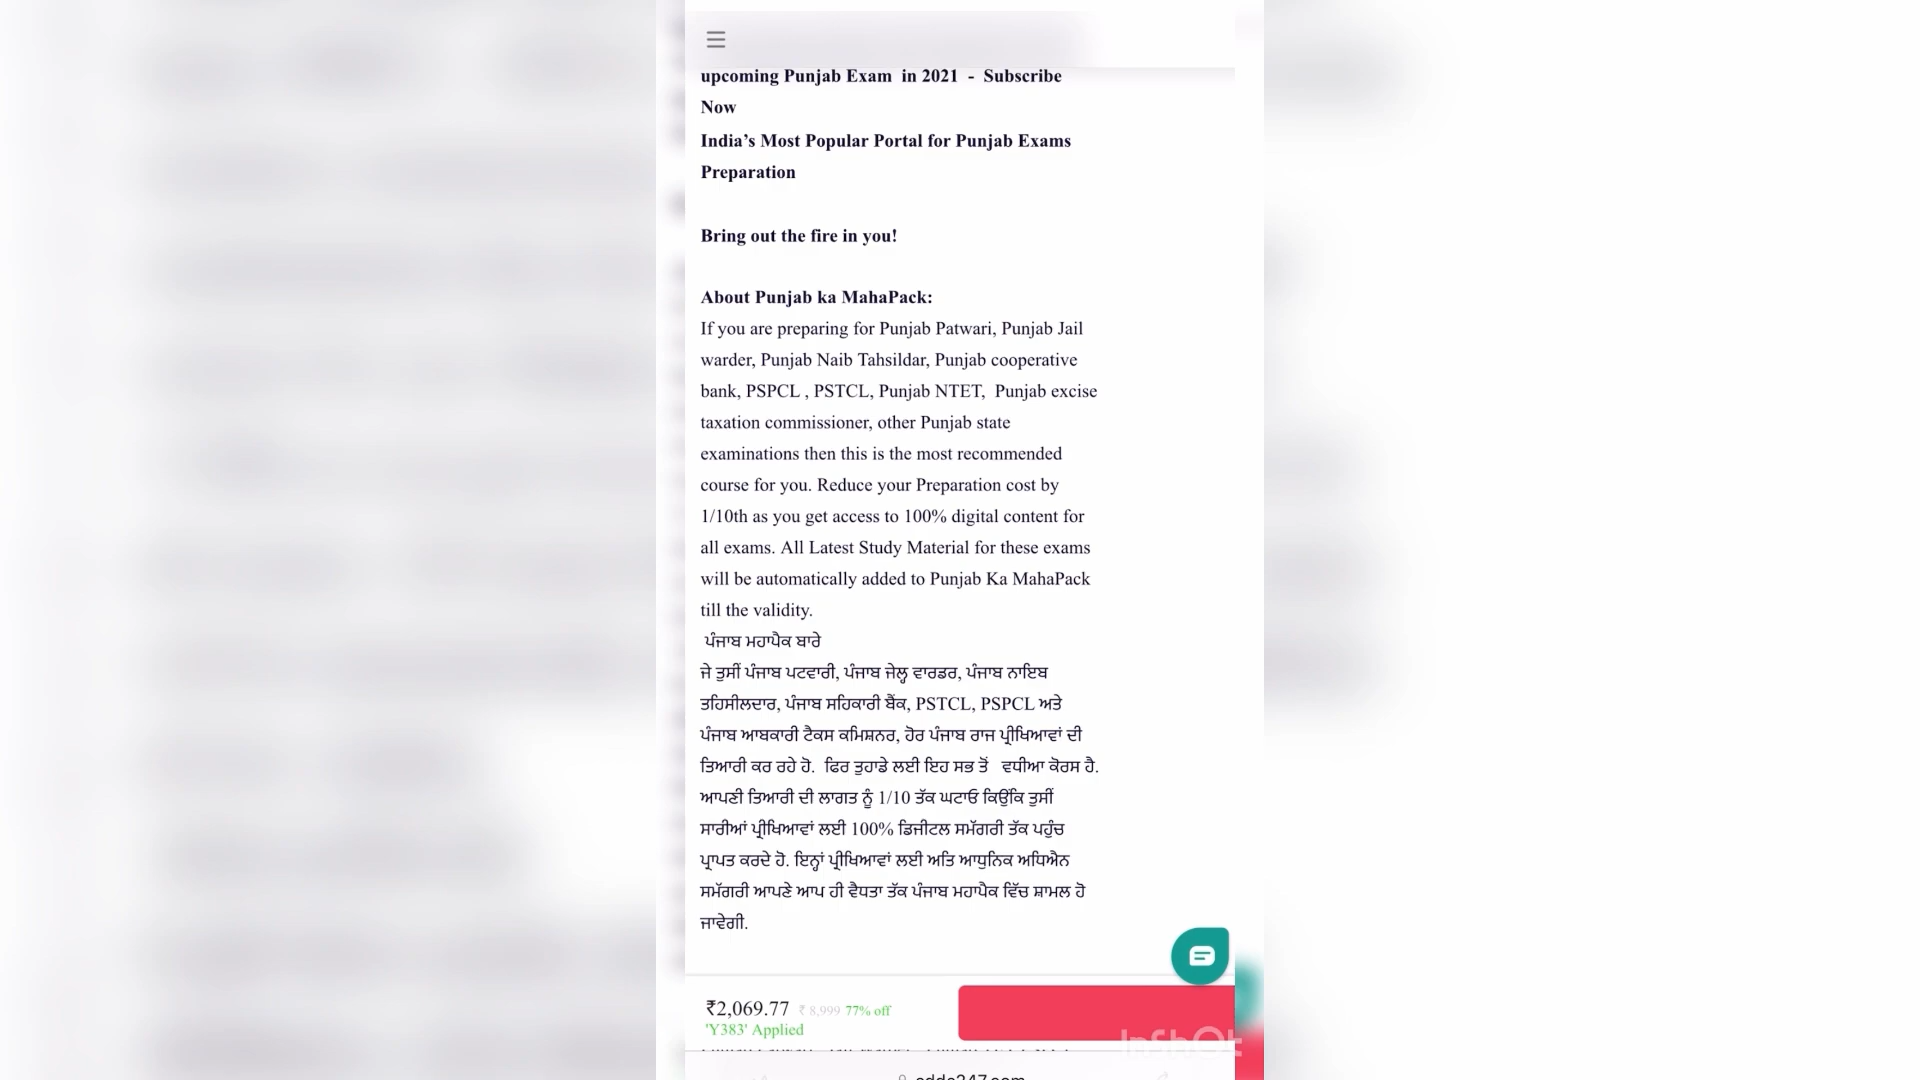 upcoming Punjab Exam in 2021 - Subscribe
Now
India’s Most Popular Portal for Punjab Exams
Preparation
Bring out the fire in you!
About Punjab ka MahaPack:
If you are preparing for Punjab Patwari, Punjab Jail
warder, Punjab Naib Tahsildar, Punjab cooperative
bank, PSPCL , PSTCL, Punjab NTET, Punjab excise
taxation commissioner, other Punjab state
examinations then this is the most recommended
course for you. Reduce your Preparation cost by
1/10th as you get access to 100% digital content for
all exams. All Latest Study Material for these exams
will be automatically added to Punjab Ka MahaPack
till the validity.
ਪੰਜਾਬ ਮਹਾਪੈਕ ਬਾਰੇ
ਜੇ ਤੁਸੀਂ ਪੰਜਾਬ ਪਟਵਾਰੀ, ਪੰਜਾਬ ਜੇਲ੍ਹ ਵਾਰਡਰ, ਪੰਜਾਬ ਨਾਇਬ
ਤਹਿਸੀਲਦਾਰ, ਪੰਜਾਬ ਸਹਿਕਾਰੀ ਬੈਂਕ, PSTCL, PSPCL ਅਤੇ
ਪੰਜਾਬ ਆਬਕਾਰੀ ਟੈਕਸ ਕਮਿਸ਼ਨਰ, ਹੋਰ ਪੰਜਾਬ ਰਾਜ ਪ੍ਰੀਖਿਆਵਾਂ ਦੀ
ਤਿਆਰੀ ਕਰ ਰਹੇ ਹੋ. ਫਿਰ ਤੁਹਾਡੇ ਲਈ ਇਹ ਸਭ ਤੋਂ ਵਧੀਆ ਕੋਰਸ ਹੈ.
ਆਪਣੀ ਤਿਆਰੀ ਦੀ ਲਾਗਤ ਨੂੰ 1/10 ਤੱਕ ਘਟਾਓ ਕਿਉਂਕਿ ਤੁਸੀਂ
ਸਾਰੀਆਂ ਪ੍ਰੀਖਿਆਵਾਂ ਲਈ 100% ਡਿਜੀਟਲ ਸਮੱਗਰੀ ਤੱਕ ਪਹੁੰਚ
ਪ੍ਰਾਪਤ ਕਰਦੇ ਹੋ. ਇਨ੍ਹਾਂ ਪ੍ਰੀਖਿਆਵਾਂ ਲਈ ਅਤਿ ਆਧੁਨਿਕ ਅਧਿਐਨ
ਸਮੱਗਰੀ ਆਪਣੇ ਆਪ ਹੀ ਵੈਧਤਾ ਤੱਕ ਪੰਜਾਬ ਮਹਾਪੈਕ ਵਿੱਚ ਸ਼ਾਮਲ ਹੋ
ਜਾਵੇਗੀ.
₹2,069.77 ₹ 8,999 77% off
'Y383' Applied
InShOt